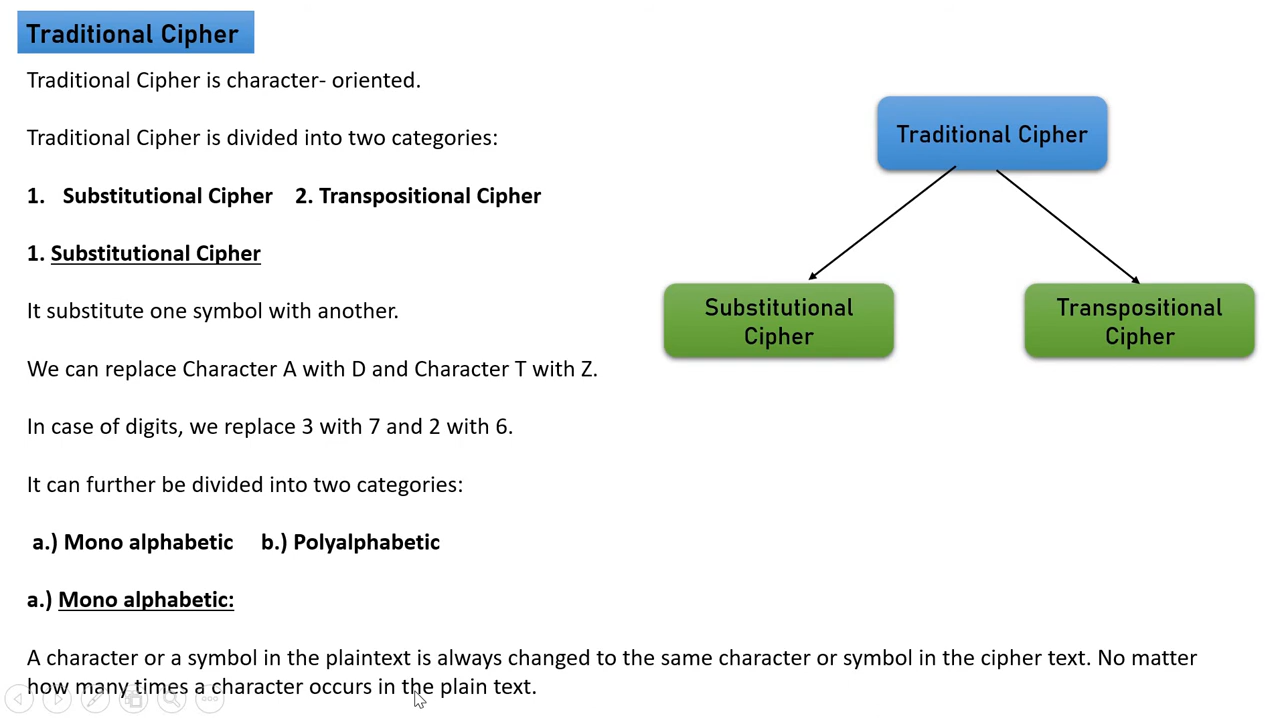 Traditional Cipher
Traditional Cipher is character- oriented.
Traditional Cipher is divided into two categories:
1. Substitutional Cipher 2. Transpositional Cipher
1. Substitutional Cipher
It substitute one symbol with another.
We can replace Character A with D and Character T with Z.
In case of digits, we replace 3 with 7 and 2 with 6.
It can further be divided into two categories:
a.) Mono alphabetic b.) Polyalphabetic
a.) Mono alphabetic:
A character or a symbol in the plaintext is always changed to the same character or symbol in the cipher text. No matter
how many times a character occurs in the plain text.
Traditional Cipher
Substitutional
Cipher
Transpositional
Cipher